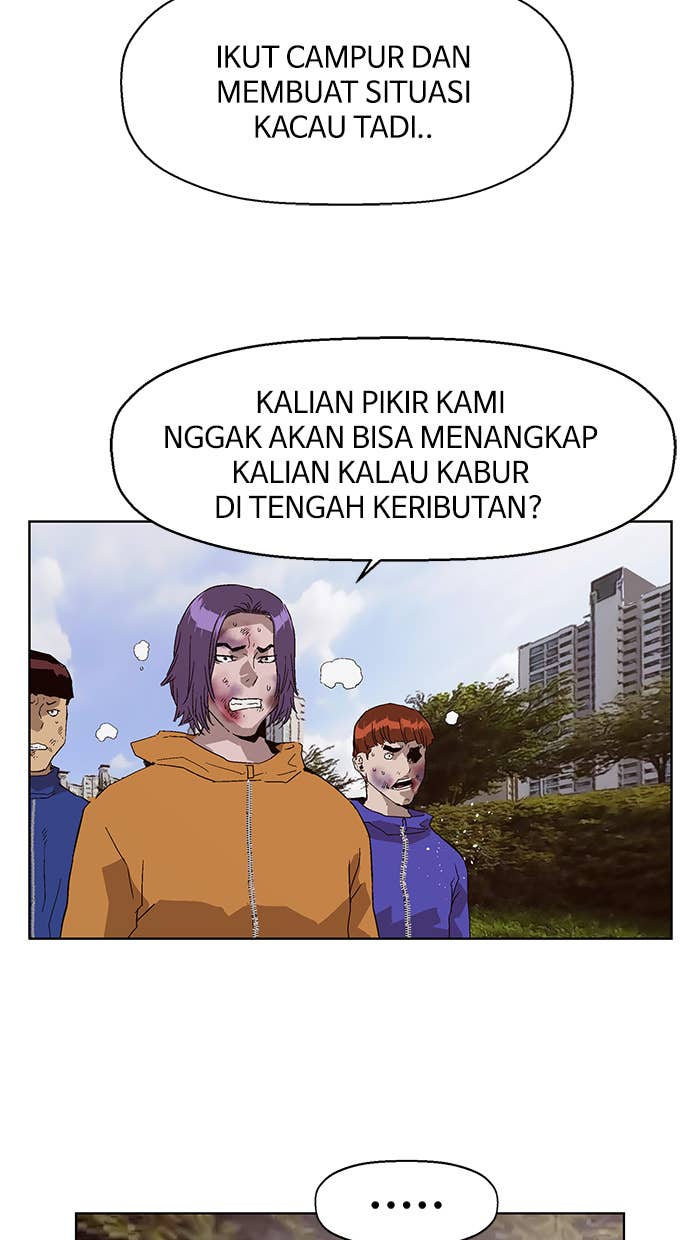 IKUT CAMPUR DAN
MEMBUAT SITUASI
KACAU TADI..
KALIAN PIKIR KAMI
NGGAK AKAN BISA MENANGKAP
KALIAN KALAU KABUR
DI TENGAH KERIBUTAN?
.....